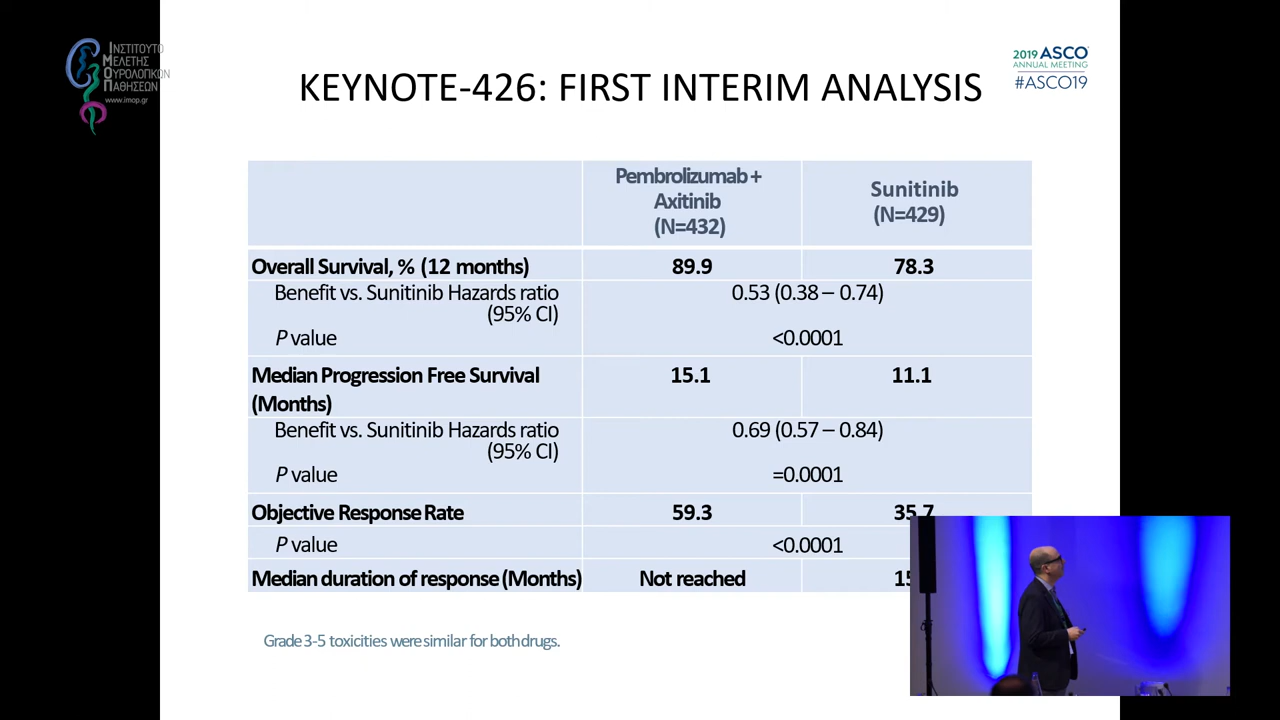 ΙΝΣΤΙΤΟΥΤΟ
ΜΕΛΕΤΗΣ
ΟΥΡΟΛΟΓΙΚΩΝ
ΠΑΘΗΣΕΩΝ
www.imop.gr
2019 ASCO
ANNUAL MEETING
#ASCO19
KEYNOTE-426: FIRST INTERIM ANALYSIS
Pembrolizumab +
Axitinib
(N=432)
Sunitinib
(N=429)
Overall Survival, % (12 months) 89.9 78.3
Benefit vs. Sunitinib Hazards ratio 0.53 (0.38 – 0.74)
(95% CI)
P value <0.0001
Median Progression Free Survival 15.1 11.1
(Months)
Benefit vs. Sunitinib Hazards ratio 0.69 (0.57 – 0.84)
(95% CI)
P value =0.0001
Objective Response Rate 59.3 35.7
P value <0.0001
Median duration of response (Months) Not reached
Grade 3-5 toxicities were similar for both drugs.